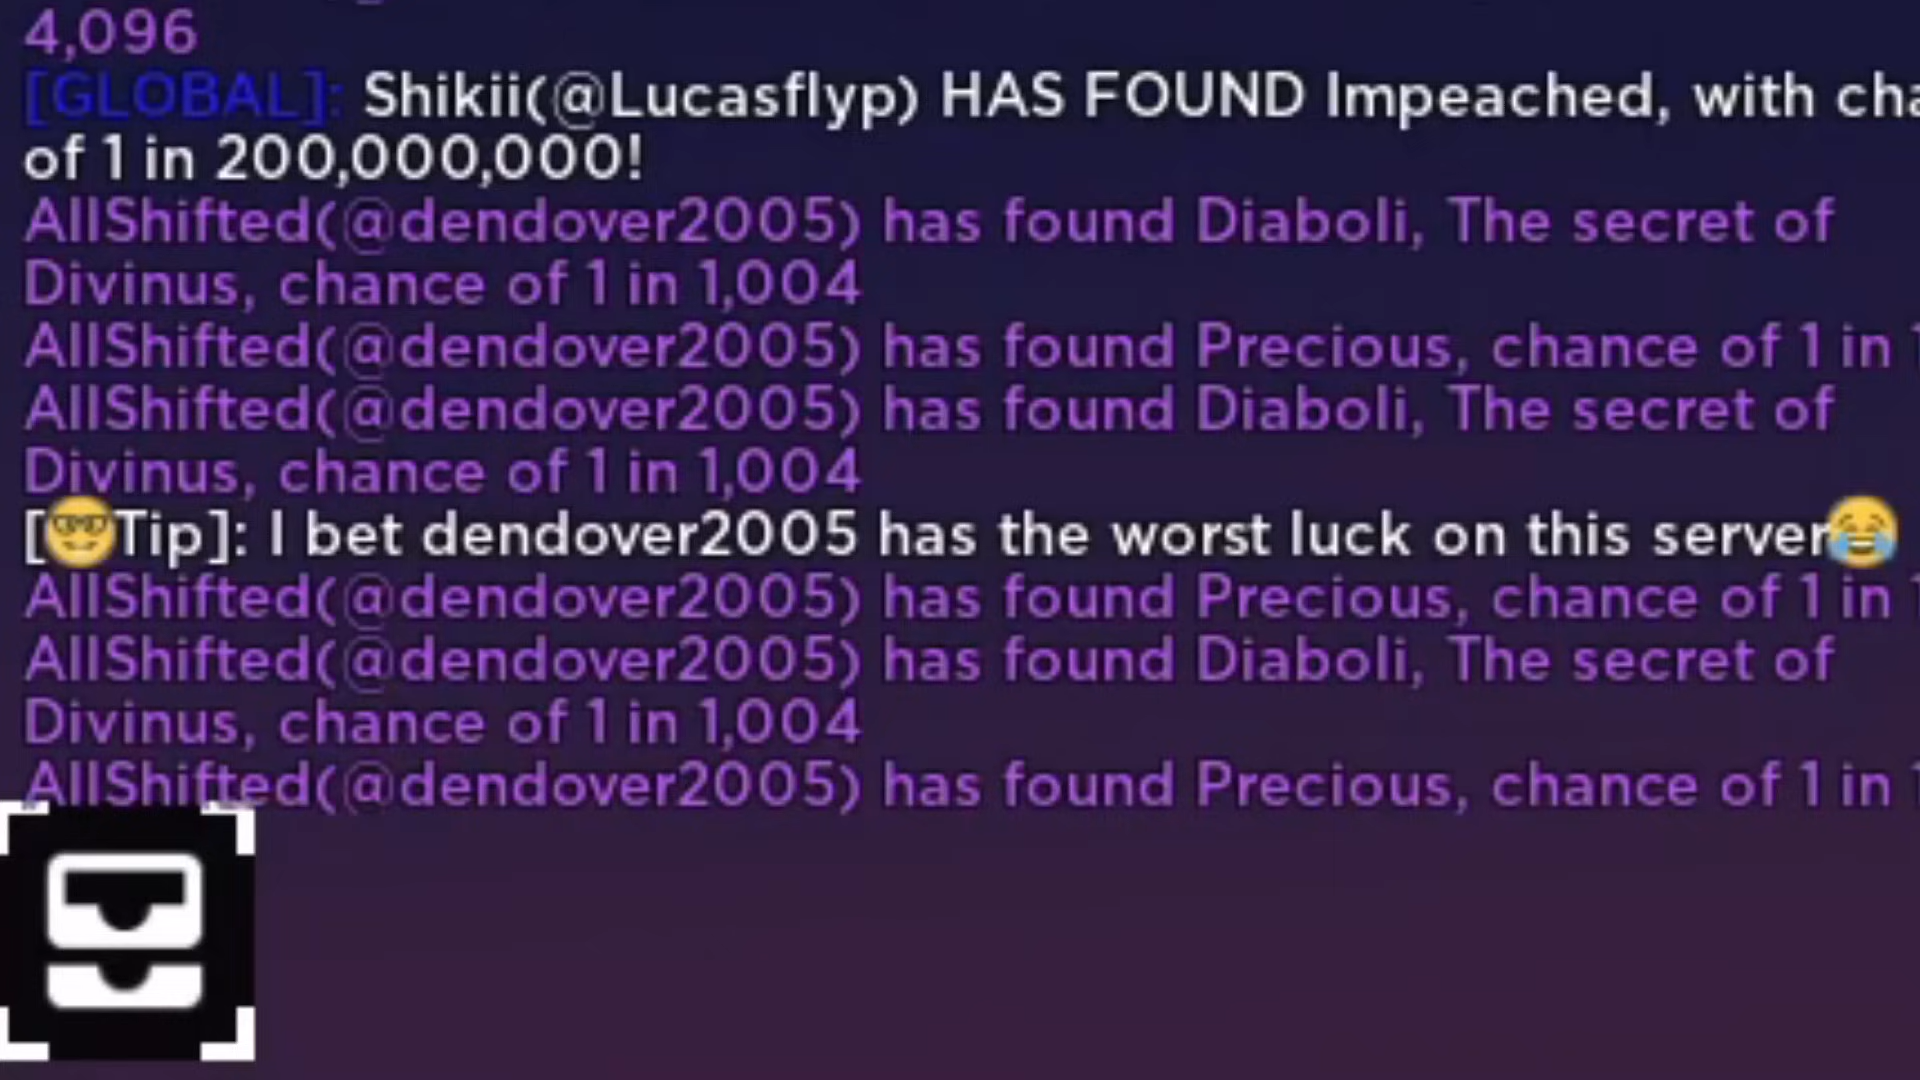 4,096
[GLOBAL]: Shikii(@Lucasflyp) HAS FOUND Impeached, with
of 1 in 200,000,000!
AllShifted(@dendover2005) has found Diaboli, The secret of
Divinus, chance of 1 in 1,004
AllShifted(@dendover2005) has found Precious, chance of 1 in
AllShifted(@dendover2005) has found Diaboli, The secret of
Divinus, chance of 1 in 1,004
[🤓Tip]: I bet dendover2005 has the worst luck on this server😂
AllShifted(@dendover2005) has found Precious, chance of 1 in
AllShifted(@dendover2005) has found Diaboli, The secret of
Divinus, chance of 1 in 1,004
AllShifted(@dendover2005) has found Precious, chance of 1 in